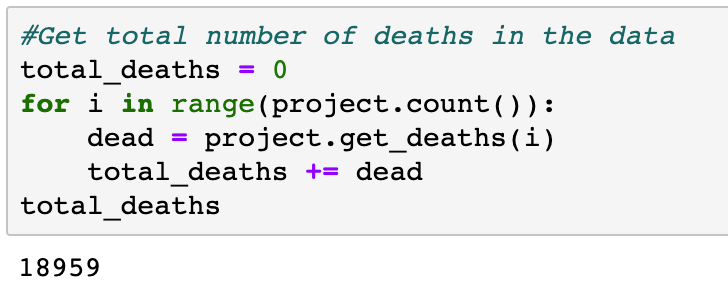 #Get total number of deaths in the data
total_deaths = 0
for i in range(project.count()):
    dead = project.get_deaths(i)
    total_deaths += dead
total_deaths
18959